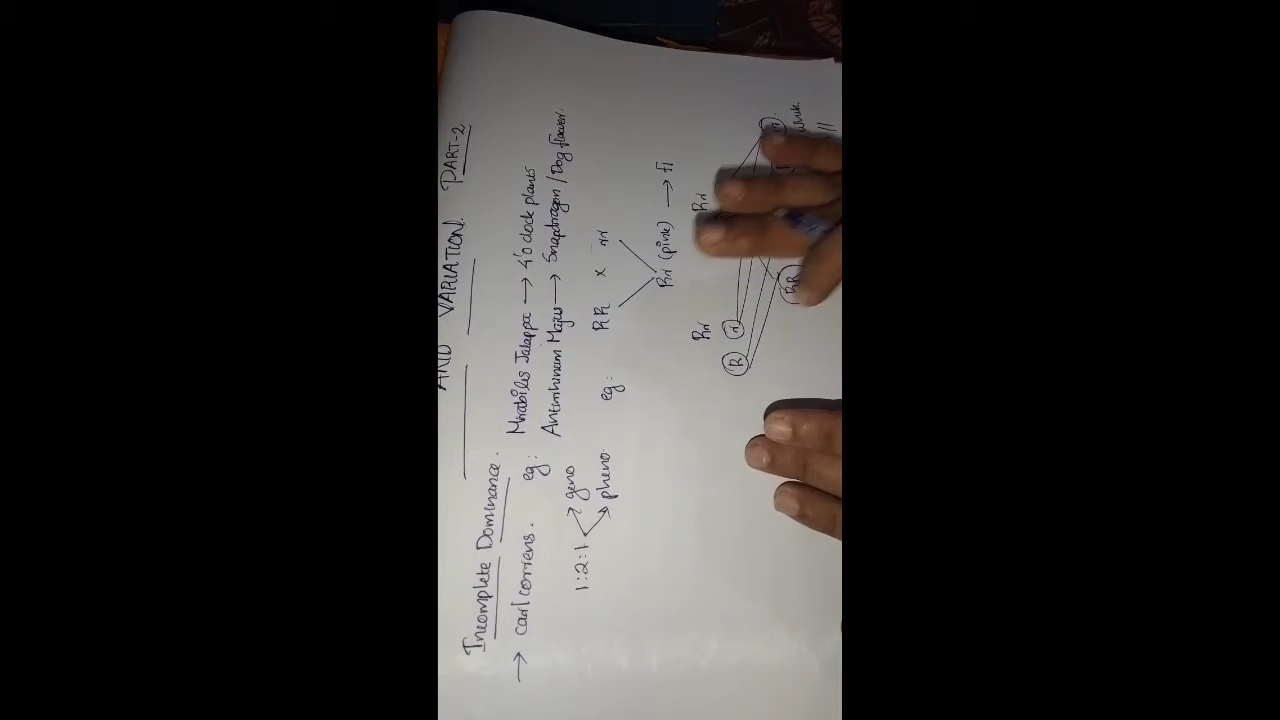 AND VARIATION. PART-2
Incomplete Dominance.
→ carl correns. eg: Mirabilis Jalappa → 4'o clock plants
Antirrhinum Majus → Snapdragon / Dog flower.
1:2:1 geno
pheno.
eg: RR x rr
Rr (pink) → F1
Rr Rr
R r
RR
white